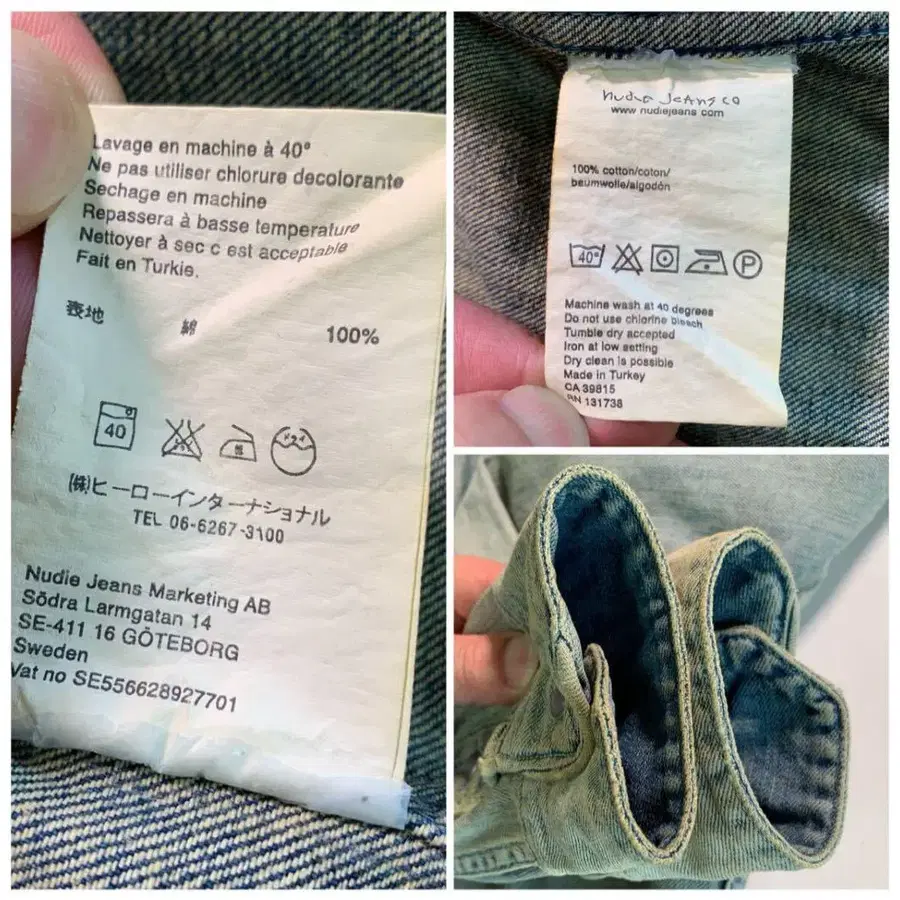 Lavage en machine à 40°
Ne pas utiliser chlorure decolorante
Sechage en machine
Repassera à basse temperature
Nettoyer à sec c est acceptable
Fait en Turkie.
表地 綿 100%
40
(株)ヒーローインターナショナル
TEL 06-6267-3100
Nudie Jeans Marketing AB
Södra Larmgatan 14
SE-411 16 GÖTEBORG
Sweden
Vat no SE556628927701
nudie jeans co
www nudiejeans com
100% cotton/coton/
baumwolle/algodón
40° P
Machine wash at 40 degrees
Do not use chlorine bleach
Tumble dry accepted
Iron at low setting
Dry clean is possible
Made in Turkey
CA 39815
RN 131738